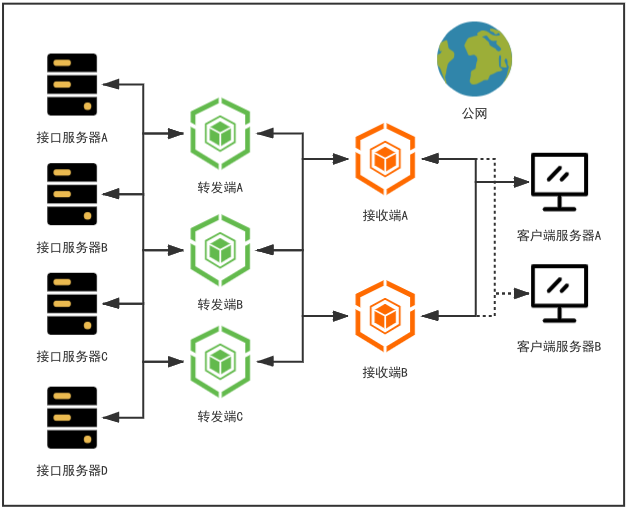 公网
接口服务器A
转发端A
接收端A
客户端服务器A
接口服务器B
转发端B
客户端服务器B
接口服务器C
接收端B
转发端C
接口服务器D